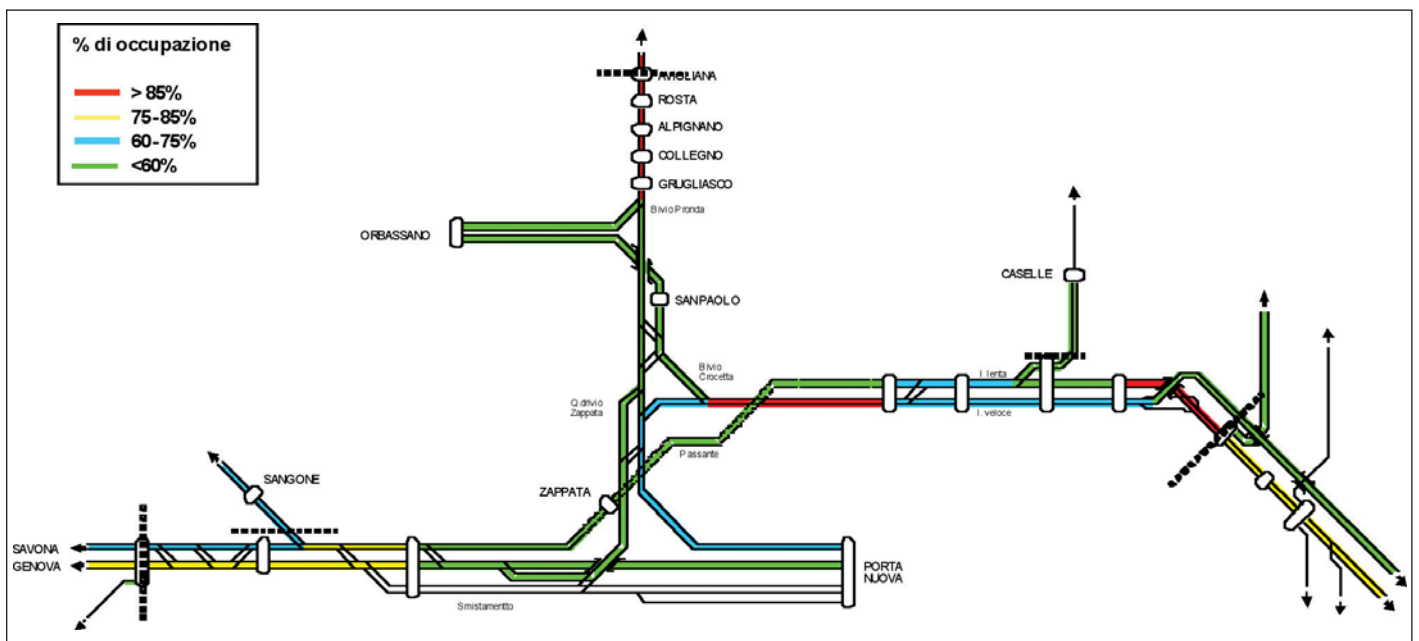 % di occupazione
> 85%
75-85%
60-75%
<60%
AVIGLIANA
ROSTA
ALPIGNANO
COLLEGNO
GRUGLIASCO
Bivio Pronda
ORBASSANO
SANPAOLO
CASELLE
Bivio
Crocetta
l. lenta
Q.drivio
Zappata
l. veloce
Passante
SANGONE
ZAPPATA
SAVONA
GENOVA
PORTA
NUOVA
Smistamentto